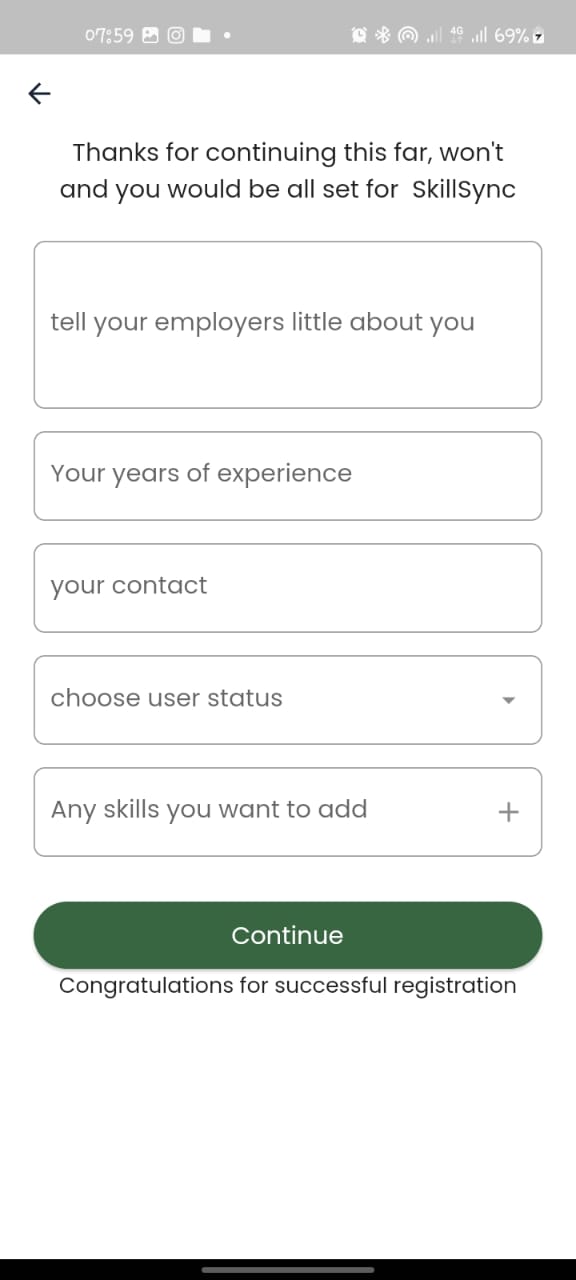 07:59
4G
69%
Thanks for continuing this far, won't
and you would be all set for SkillSync
tell your employers little about you
Your years of experience
your contact
choose user status
Any skills you want to add
Continue
Congratulations for successful registration